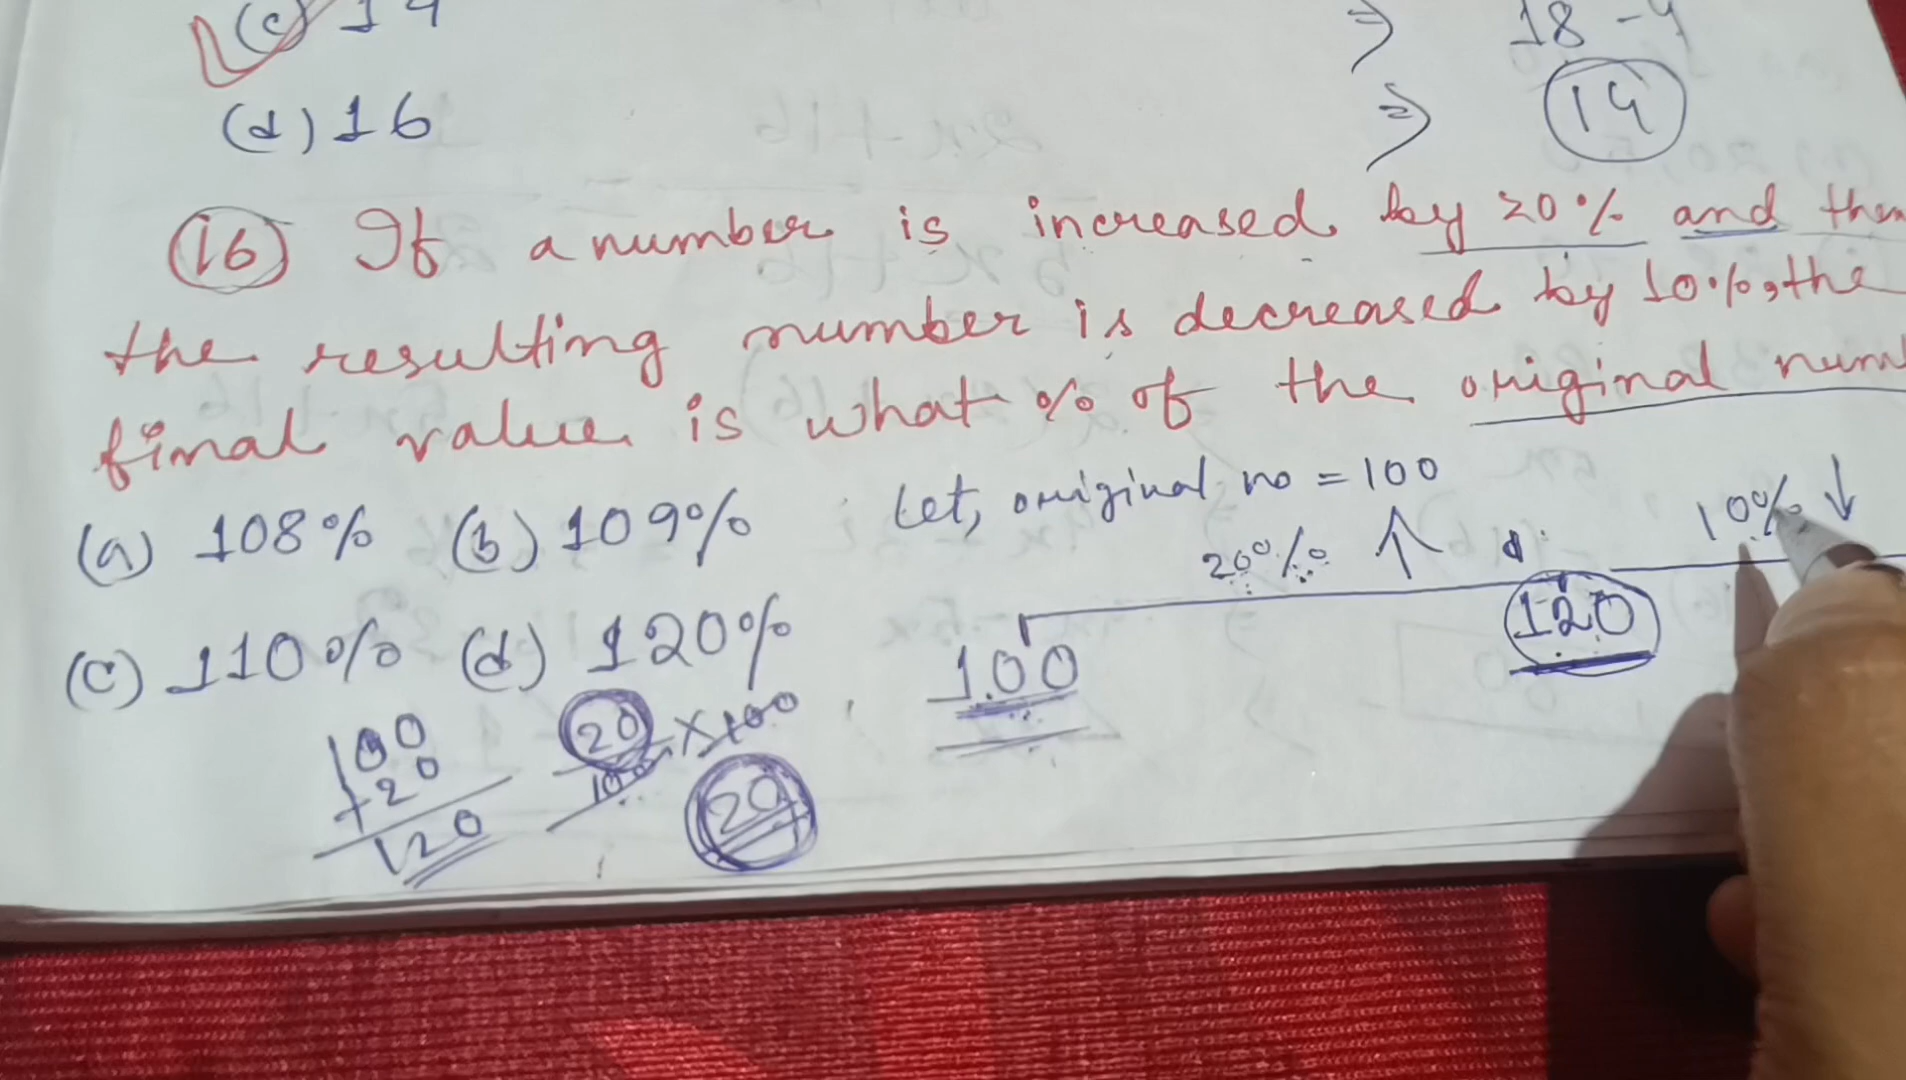 (c) 14
(d) 16
⇒ 18 - 4
⇒ 14
(16) If a number is increased by 20% and then
the resulting number is decreased by 10%, the
final value is what % of the original num
(a) 108% (b) 109%
(c) 110% (d) 120%
Let, original no = 100
20% ↑ 10% ↓
100 120
100
+20
120
20/100 × 100
20